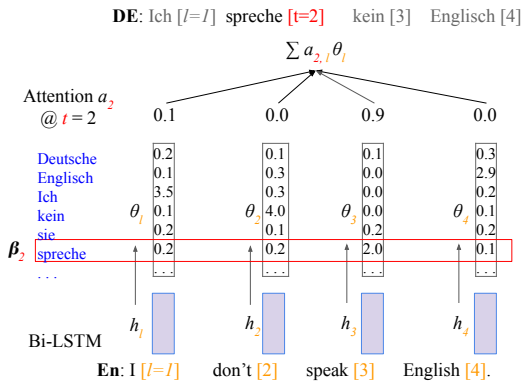 DE: Ich [l=1] spreche [t=2] kein [3] Englisch [4]
∑ a₂, l θl
Attention a₂ 0.1 0.0 0.9 0.0
@ t = 2
Deutsche 0.2 0.1 0.1 0.3
Englisch 0.1 0.3 0.0 2.9
Ich 3.5 0.3 0.0 0.1
kein θ₁ 0.1 θ₂ 4.0 θ₃ 0.0 θ₄ 0.2
sie 0.2 0.1 0.2 0.2
β₂ spreche 0.2 0.2 2.0 0.1
. . . . . . . . . . . . . . .
h₁ h₂ h₃ h₄
Bi-LSTM
En: I [l=1] don't [2] speak [3] English [4].